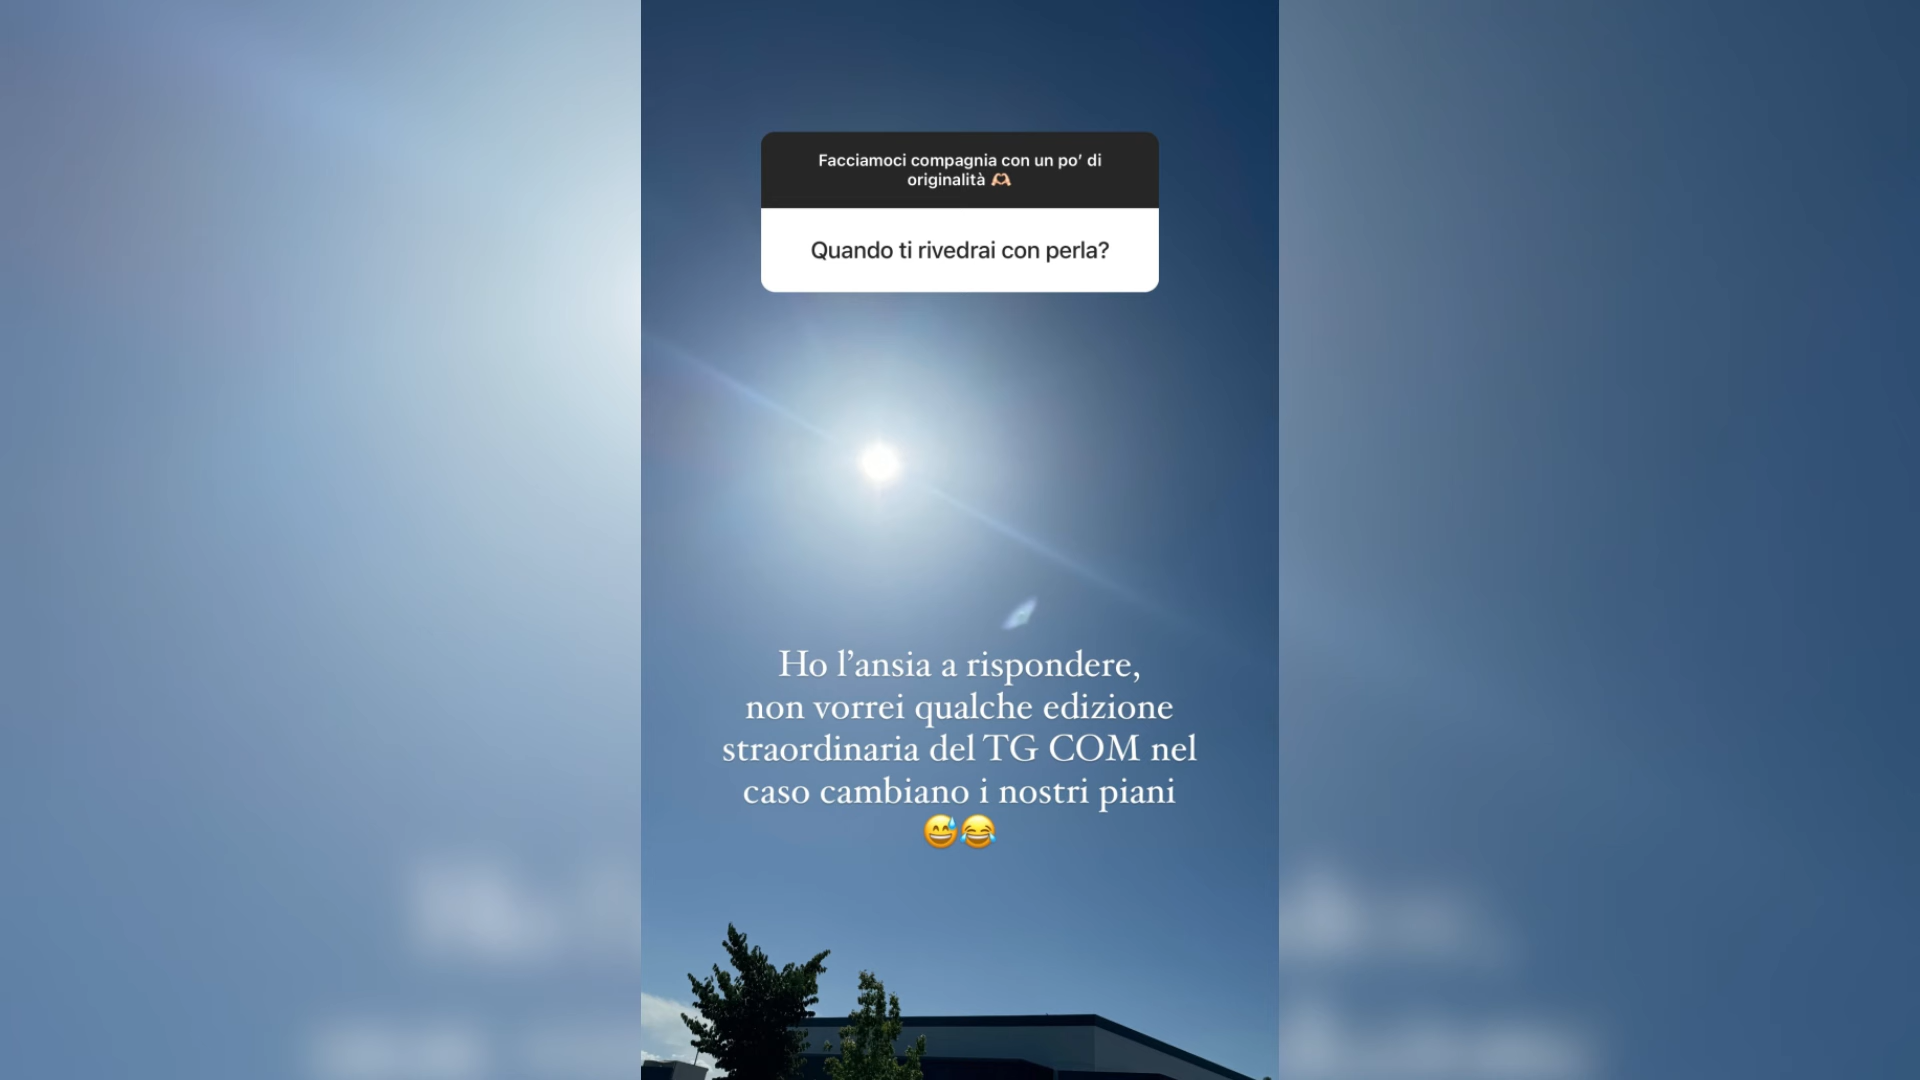 Facciamoci compagnia con un po’ di
originalità 🫶🏼
Quando ti rivedrai con perla?
Ho l’ansia a rispondere,
non vorrei qualche edizione
straordinaria del TG COM nel
caso cambiano i nostri piani
😅😂